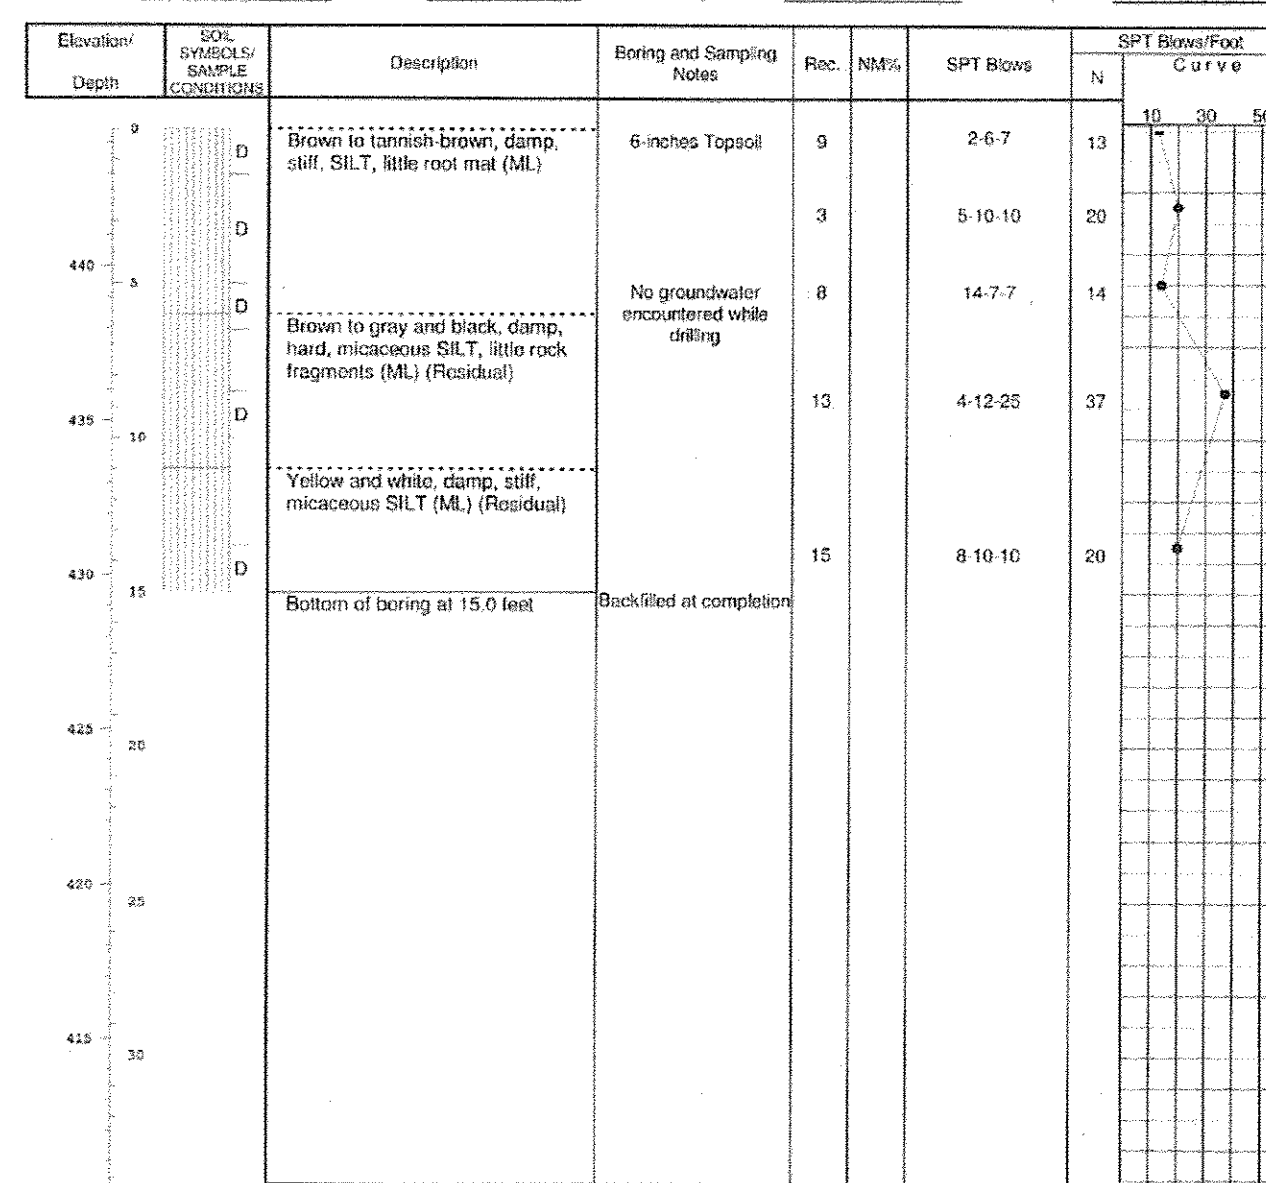 Elevation/
Depth
SOIL
SYMBOLS/
SAMPLE
CONDITIONS
Description
Boring and Sampling
Notes
Rec.
NM%
SPT Blows
SPT Blows/Foot
Curve
N
10 30 50
0
Brown to tannish-brown, damp,
stiff, SILT, little root mat (ML)
D
6-inches Topsoil
9
2-6-7
13
D
3
5-10-10
20
440
5
D
No groundwater
encountered while
drilling
8
14-7-7
14
Brown to gray and black, damp,
hard, micaceous SILT, little rock
fragments (ML) (Residual)
435
10
D
13
4-12-25
37
Yellow and white, damp, stiff,
micaceous SILT (ML) (Residual)
430
15
D
15
8-10-10
20
Bottom of boring at 15.0 feet
Backfilled at completion
425
20
420
25
415
30